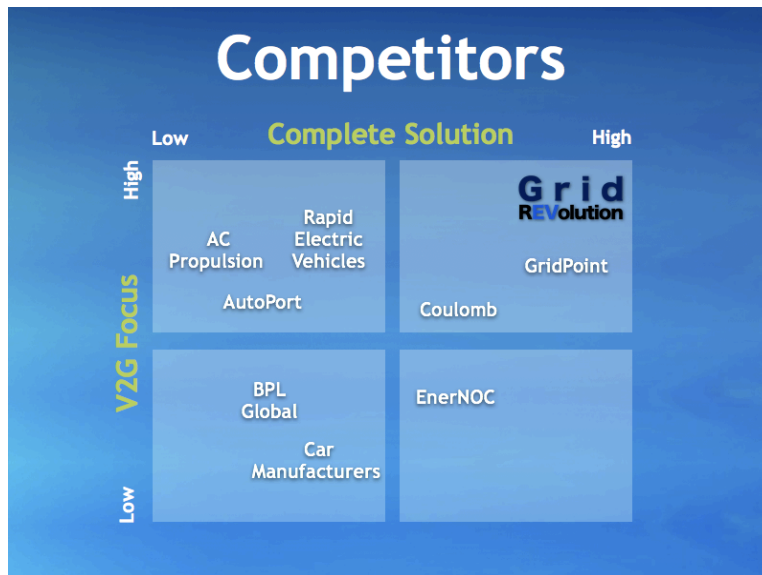 Competitors
Low
Complete Solution
High
High
V2G Focus
Low
AC
Propulsion
Rapid
Electric
Vehicles
AutoPort
Grid
REVolution
GridPoint
Coulomb
BPL
Global
Car
Manufacturers
EnerNOC